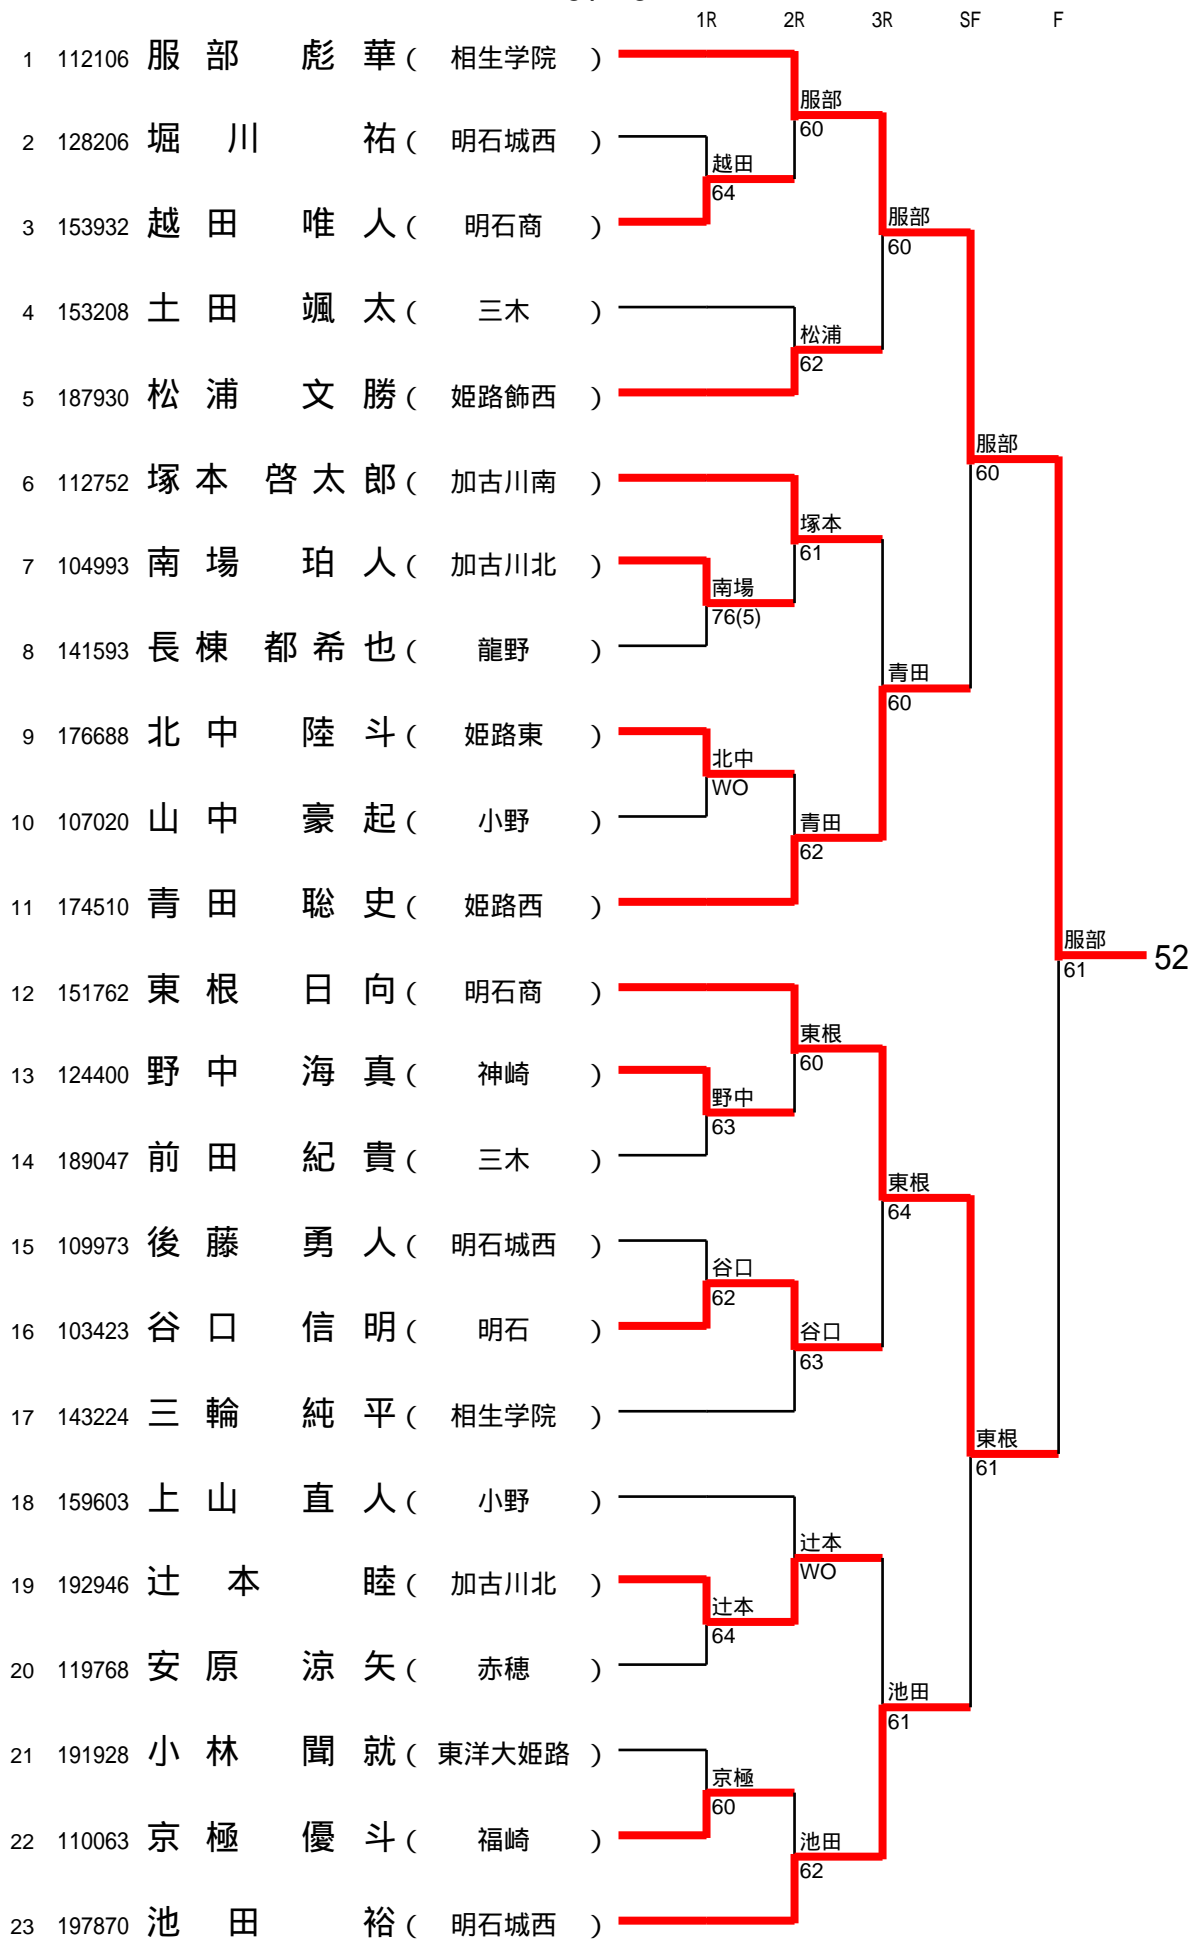 1R 2R 3R SF F
1 112106 服部 彪華 ( 相生学院 )
服部
60
2 128206 堀川 祐 ( 明石城西 )
越田
64
3 153932 越田 唯人 ( 明石商 )
服部
60
4 153208 土田 颯太 ( 三木 )
松浦
62
5 187930 松浦 文勝 ( 姫路飾西 )
服部
60
6 112752 塚本 啓太郎 ( 加古川南 )
塚本
61
7 104993 南場 珀人 ( 加古川北 )
南場
76(5)
8 141593 長棟 都希也 ( 龍野 )
青田
60
9 176688 北中 陸斗 ( 姫路東 )
北中
WO
10 107020 山中 豪起 ( 小野 )
青田
62
11 174510 青田 聡史 ( 姫路西 )
服部
61
52
12 151762 東根 日向 ( 明石商 )
東根
60
13 124400 野中 海真 ( 神崎 )
野中
63
14 189047 前田 紀貴 ( 三木 )
東根
64
15 109973 後藤 勇人 ( 明石城西 )
谷口
62
16 103423 谷口 信明 ( 明石 )
谷口
63
17 143224 三輪 純平 ( 相生学院 )
東根
61
18 159603 上山 直人 ( 小野 )
辻本
WO
19 192946 辻本 睦 ( 加古川北 )
辻本
64
20 119768 安原 涼矢 ( 赤穂 )
池田
61
21 191928 小林 聞就 ( 東洋大姫路 )
京極
60
22 110063 京極 優斗 ( 福崎 )
池田
62
23 197870 池田 裕 ( 明石城西 )